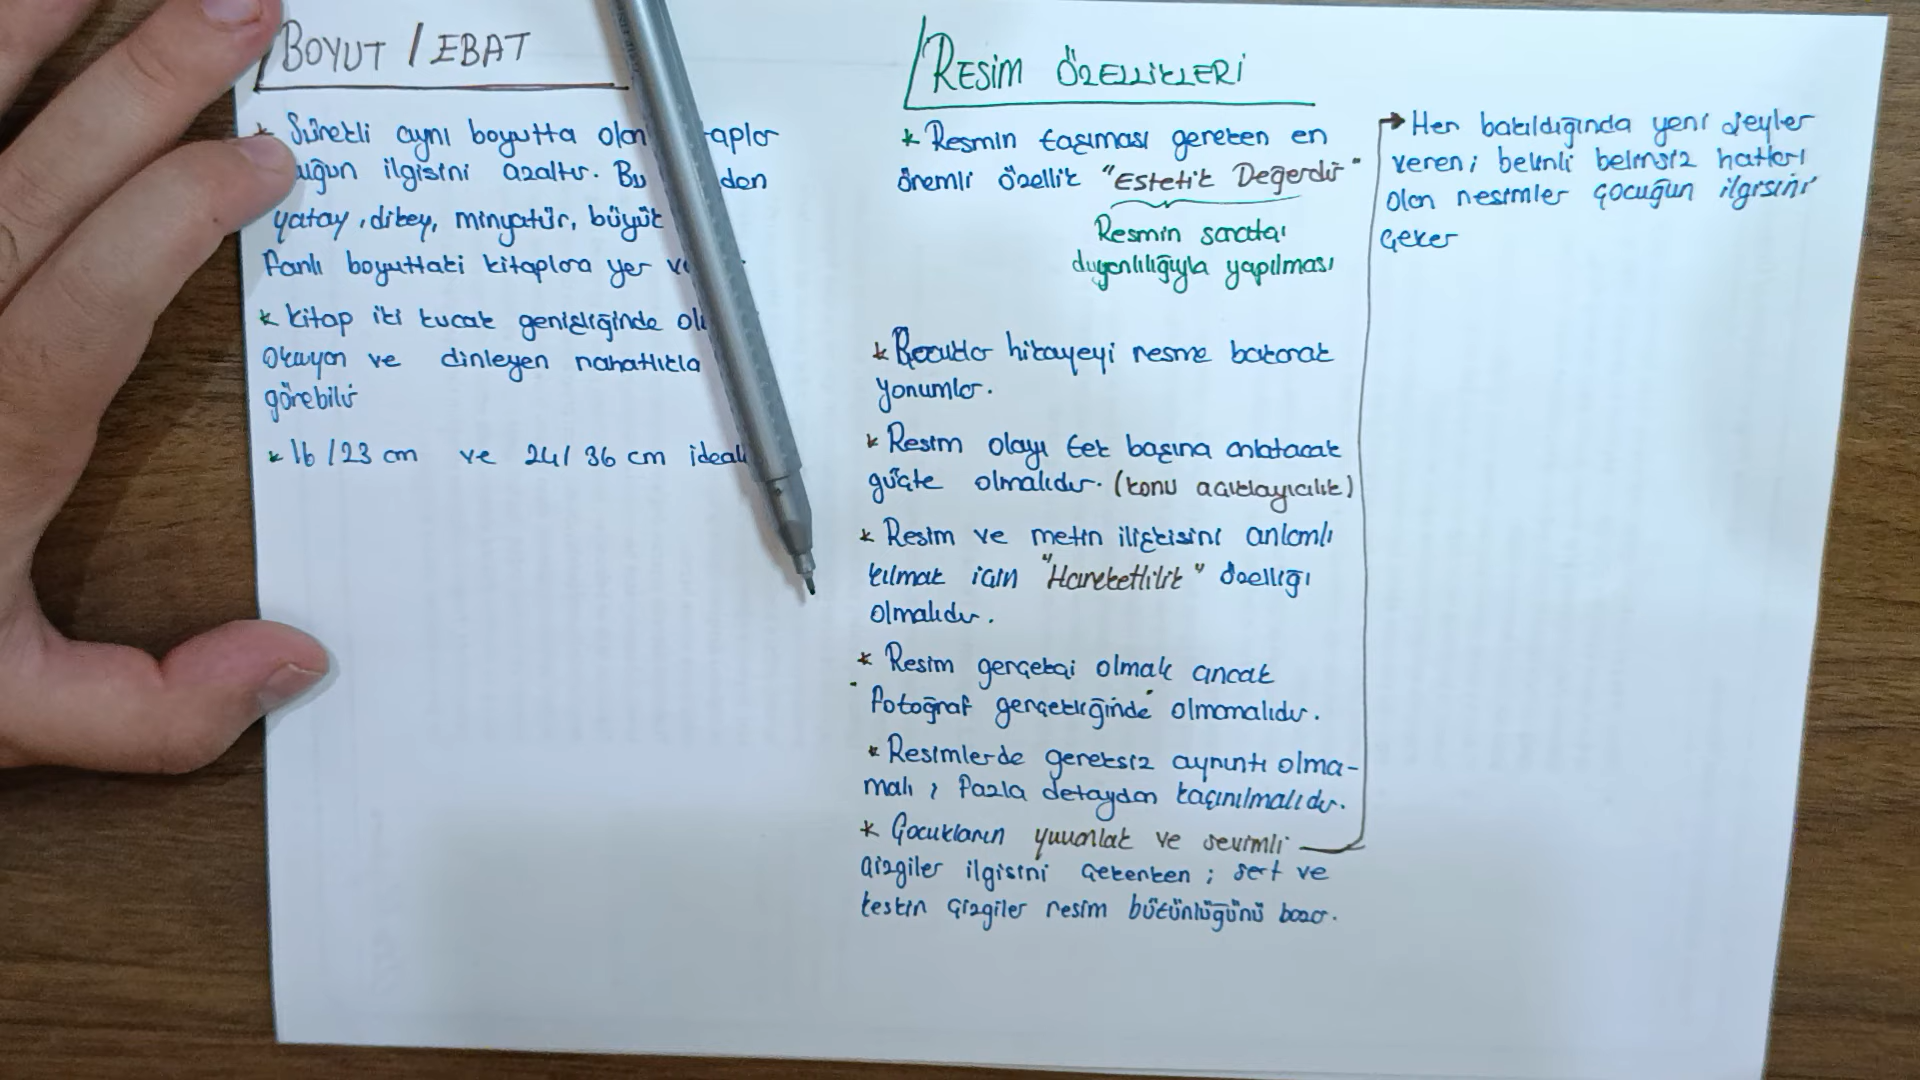 BOYUT / EBAT
* Sürekli aynı boyutta olan
ilgisini azaltır. Bu
yatay, dikey, minyatür, büyük
farklı boyuttaki kitaplara yer
* Kitap iki kucak genişliğinde
Okuyan ve dinleyen rahatlıkla
görebilir
* 16/23 cm ve 24/36 cm ideal
RESİM ÖZELLİKLERİ
* Resmin taşıması gereken en
önemli özellik "Estetik Değerdir"
Resmin sanatçı
duyarlılığıyla yapılması
* Çocuklar hikayeyi resme bakarak
yorumlar.
* Resim olayı tek başına anlatacak
güçte olmalıdır. (konu açıklayıcılık)
* Resim ve metin ilişkisini anlamlı
kılmak için "Hareketlilik" özelliği
olmalıdır.
* Resim gerçekçi olmalı ancak
fotoğraf gerçekliğinde olmamalıdır.
* Resimlerde gereksiz ayrıntı olma-
malı, fazla detaydan kaçınılmalıdır.
* Çocukların yuvarlak ve sevimli
çizgiler ilgisini çekerken; sert ve
keskin çizgiler resim bütünlüğünü bozar.
→ Her bakıldığında yeni şeyler
veren; belirli belirsiz hatları
olan resimler çocuğun ilgisini
çeker